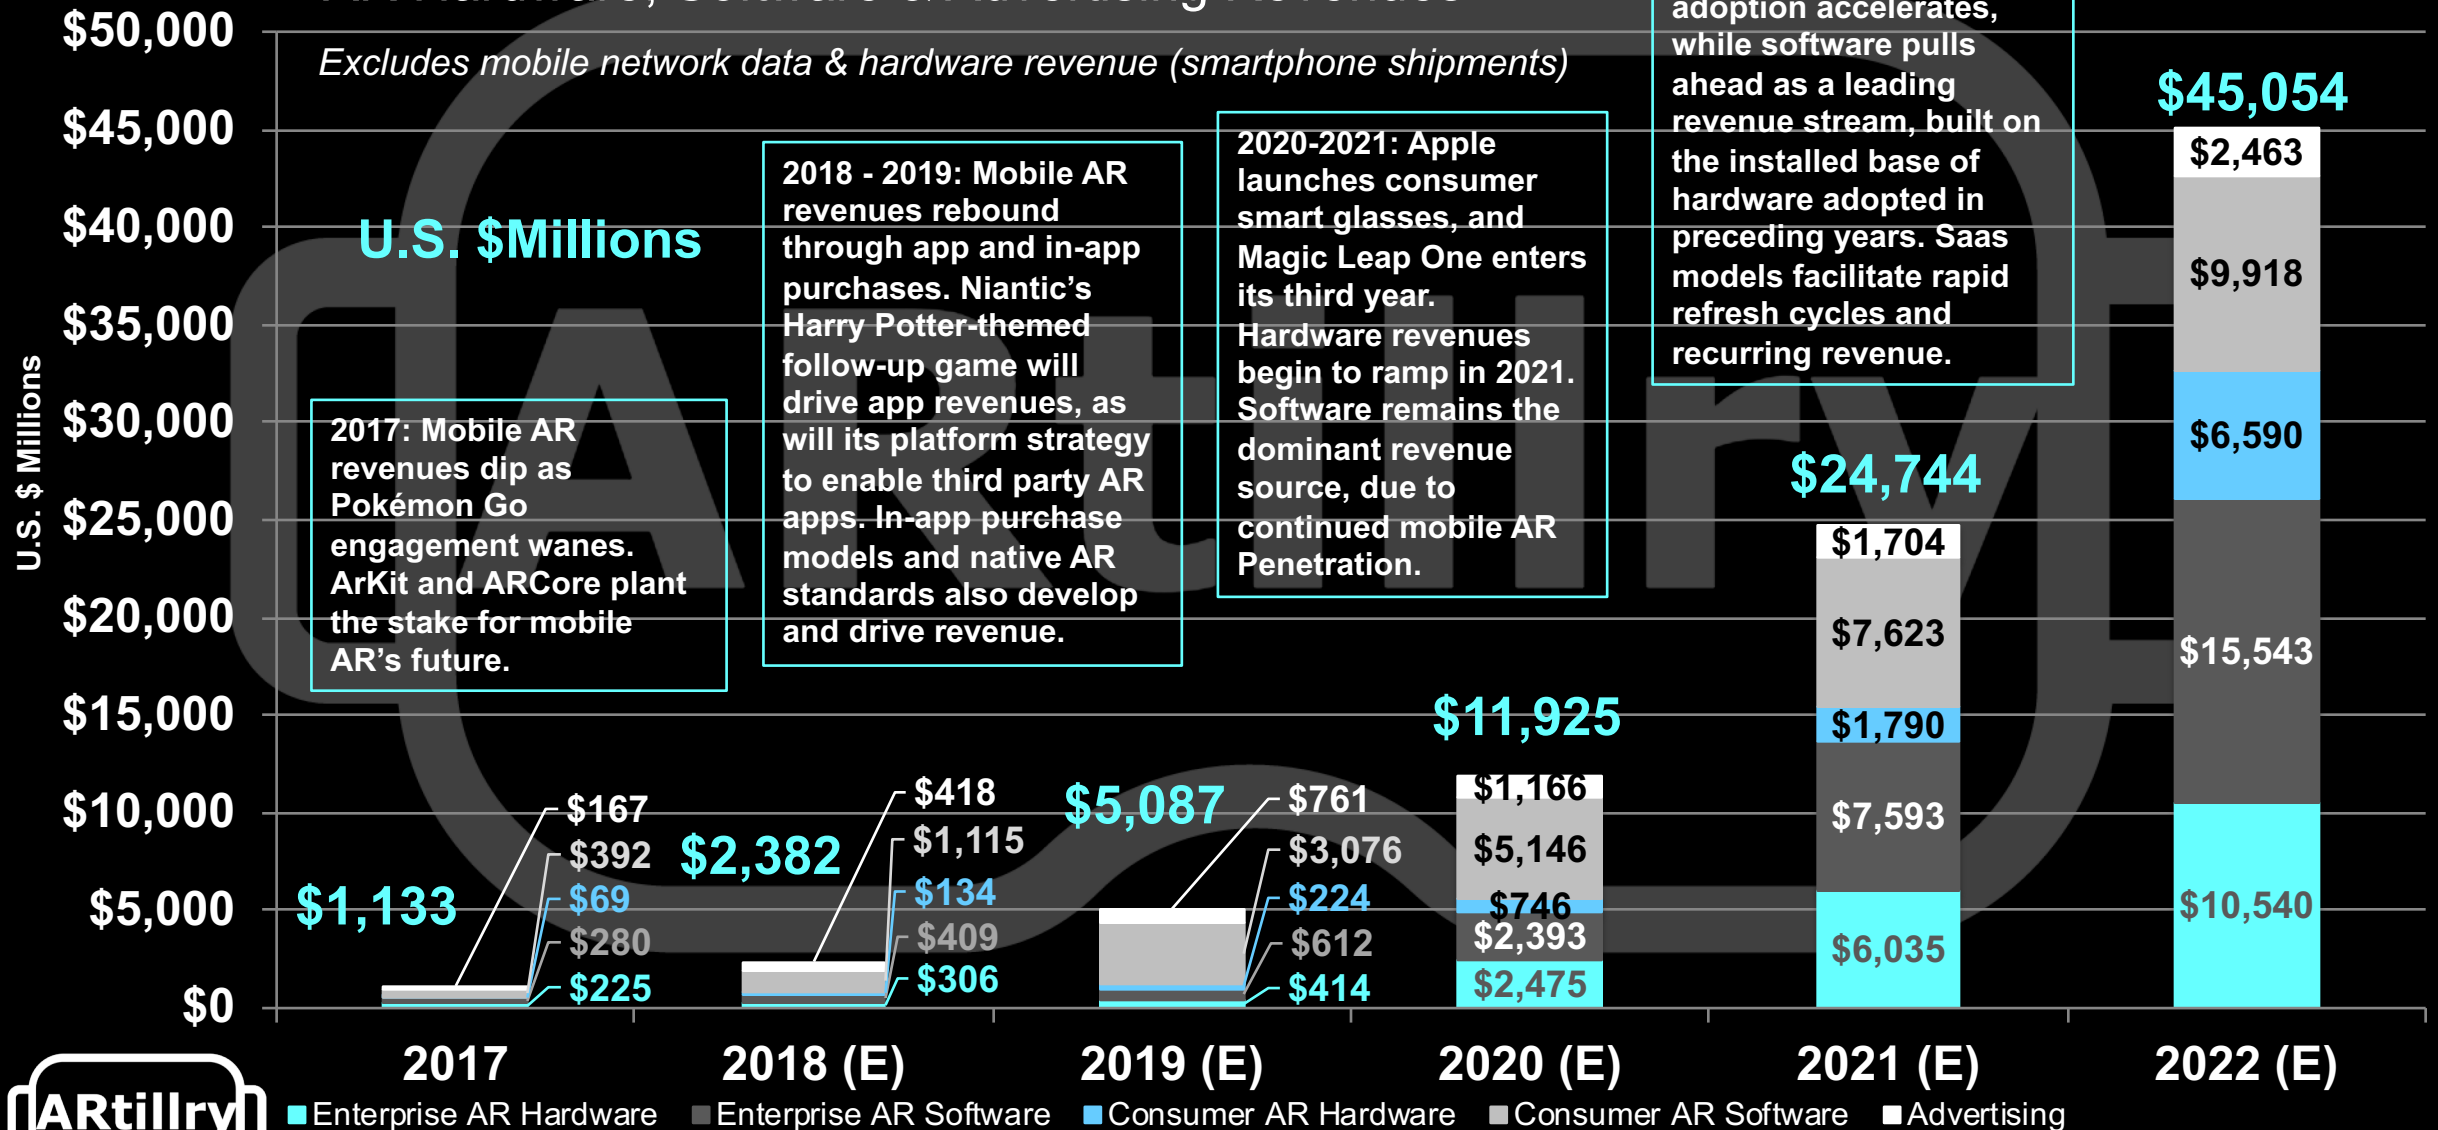 AR Hardware, Software & Advertising Revenues
Excludes mobile network data & hardware revenue (smartphone shipments)
U.S. $Millions
U.S. $ Millions
$50,000
$45,000
$40,000
$35,000
$30,000
$25,000
$20,000
$15,000
$10,000
$5,000
$0
2017: Mobile AR
revenues dip as
Pokémon Go
engagement wanes.
ArKit and ARCore plant
the stake for mobile
AR’s future.
2018 - 2019: Mobile AR
revenues rebound
through app and in-app
purchases. Niantic’s
Harry Potter-themed
follow-up game will
drive app revenues, as
will its platform strategy
to enable third party AR
apps. In-app purchase
models and native AR
standards also develop
and drive revenue.
2020-2021: Apple
launches consumer
smart glasses, and
Magic Leap One enters
its third year.
Hardware revenues
begin to ramp in 2021.
Software remains the
dominant revenue
source, due to
continued mobile AR
Penetration.
adoption accelerates,
while software pulls
ahead as a leading
revenue stream, built on
the installed base of
hardware adopted in
preceding years. Saas
models facilitate rapid
refresh cycles and
recurring revenue.
$1,133
$167
$392
$69
$280
$225
$2,382
$418
$1,115
$134
$409
$306
$5,087
$761
$3,076
$224
$612
$414
$11,925
$1,166
$5,146
$746
$2,393
$2,475
$24,744
$1,704
$7,623
$1,790
$7,593
$6,035
$45,054
$2,463
$9,918
$6,590
$15,543
$10,540
2017
2018 (E)
2019 (E)
2020 (E)
2021 (E)
2022 (E)
Enterprise AR Hardware
Enterprise AR Software
Consumer AR Hardware
Consumer AR Software
Advertising
ARtillry
ARtillry